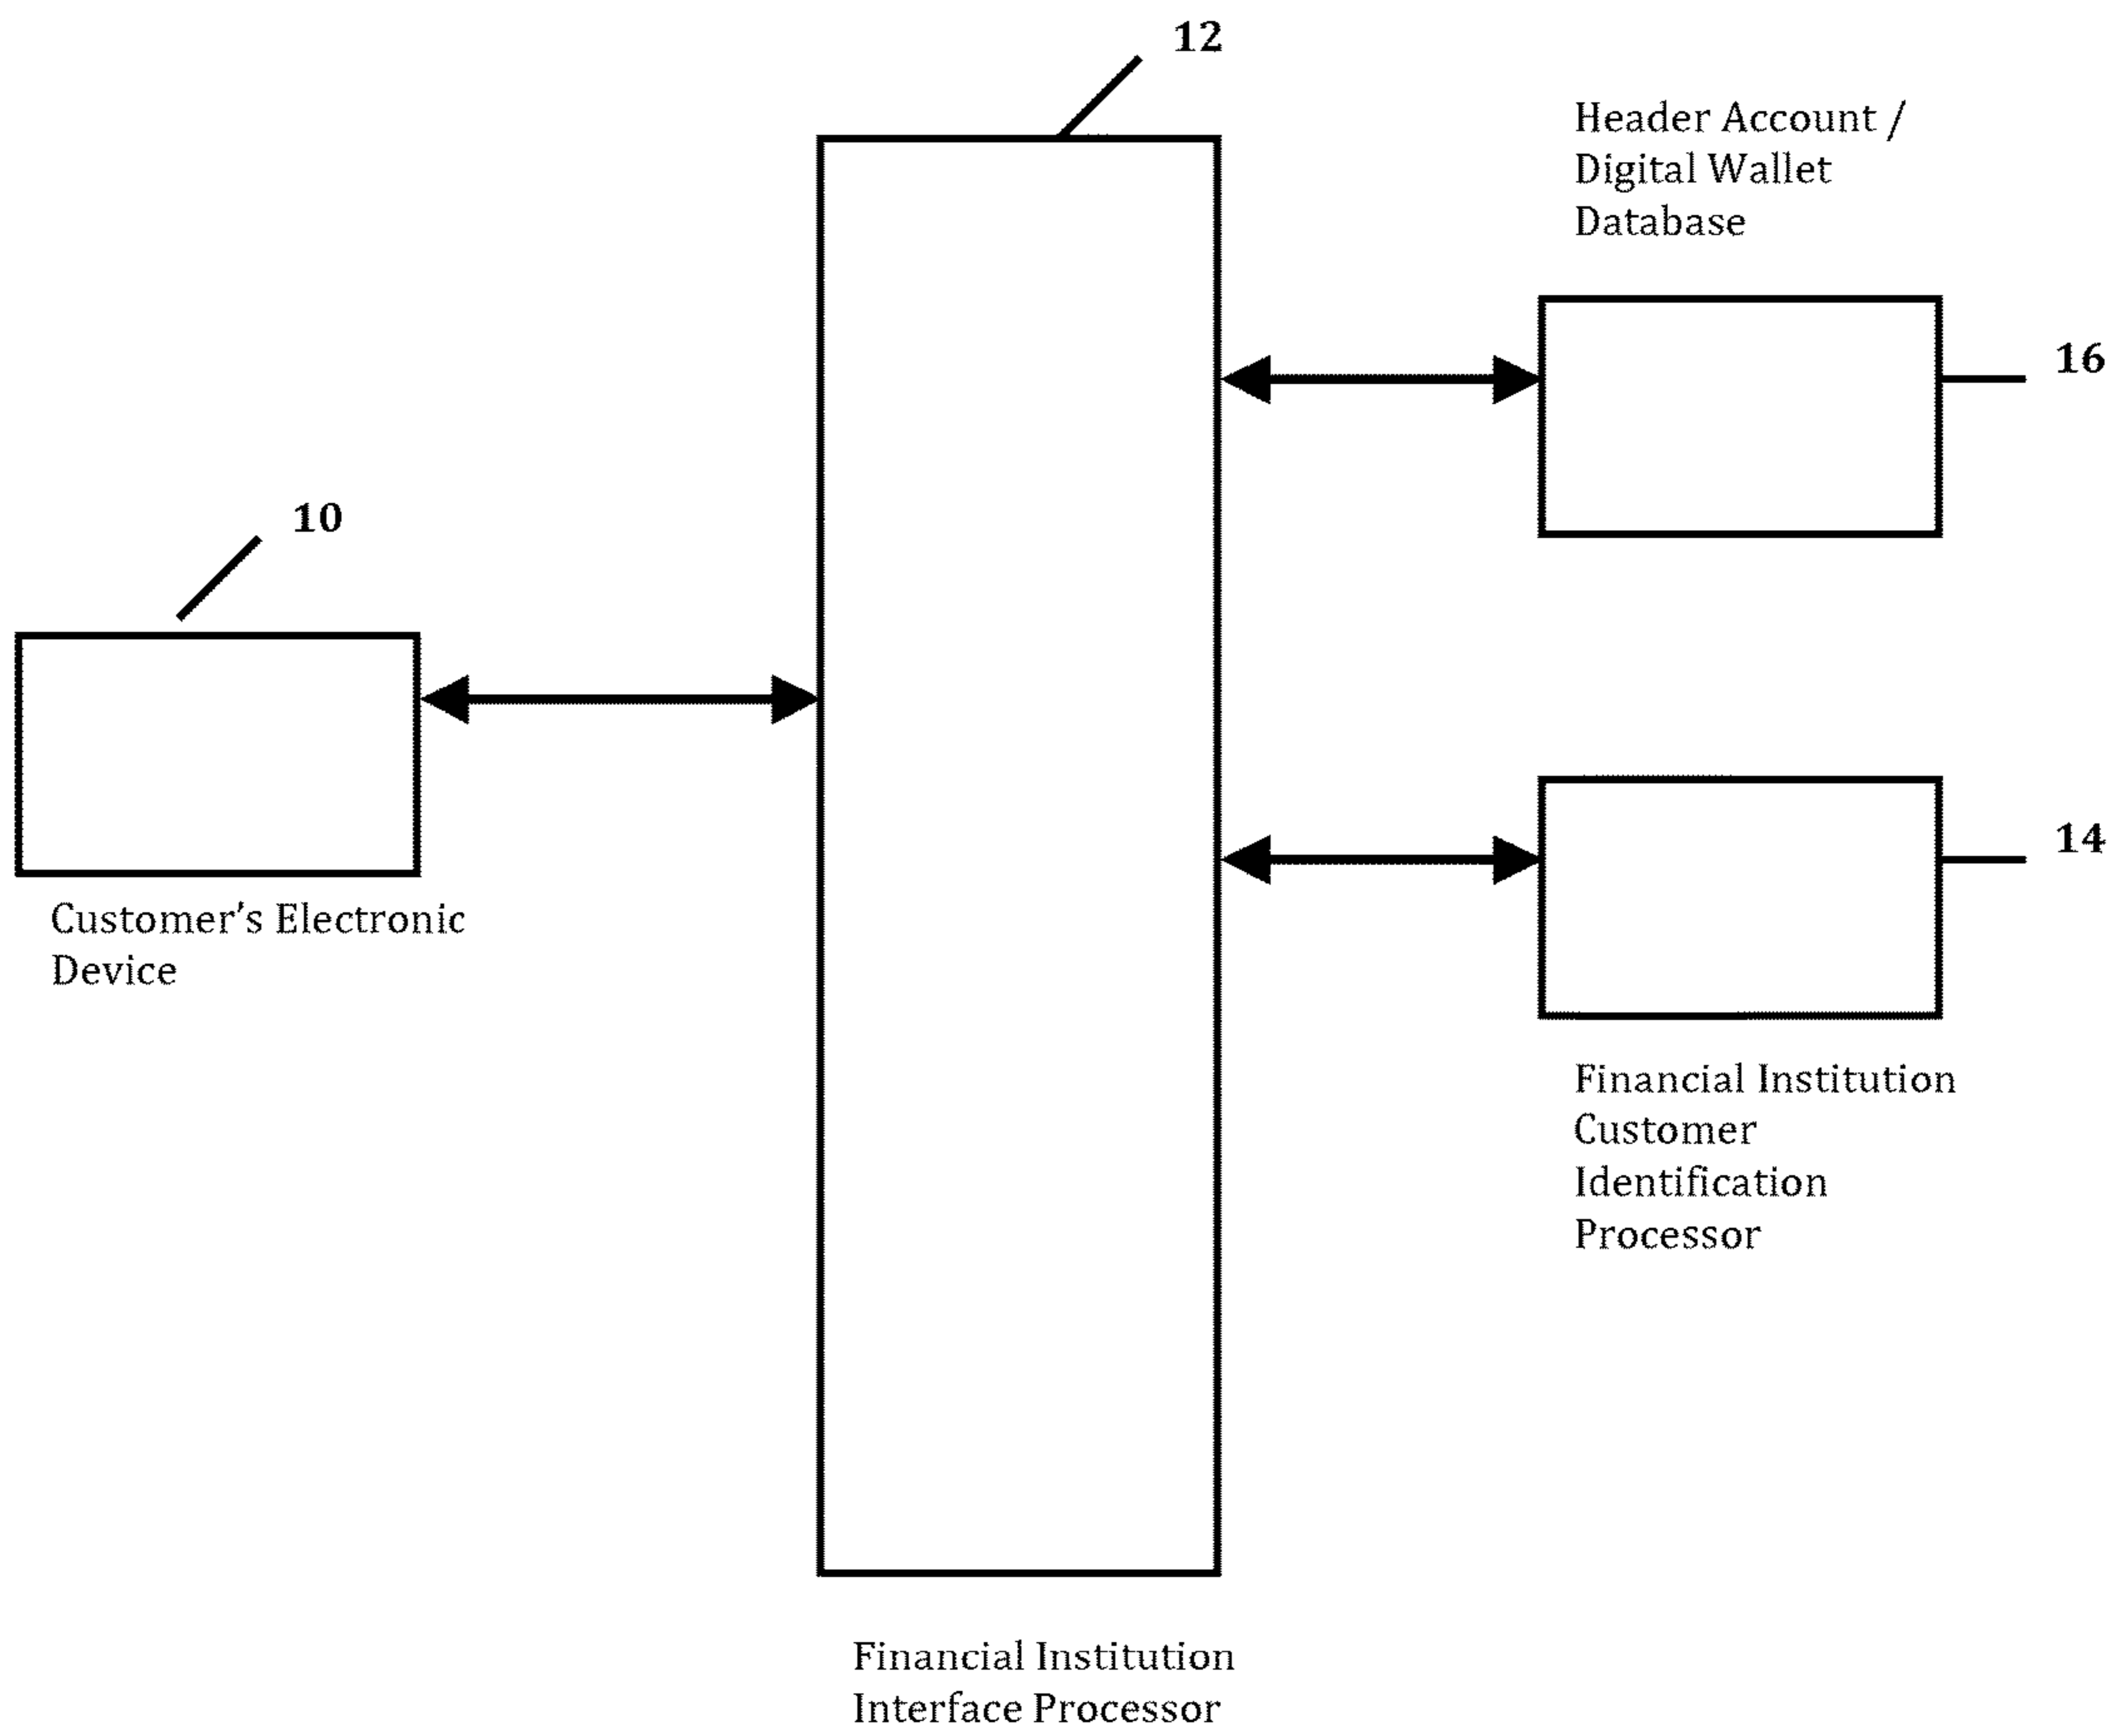 12
Header Account /
Digital Wallet
Database
16
10
14
Customer's Electronic
Device
Financial Institution
Customer
Identification
Processor
Financial Institution
Interface Processor